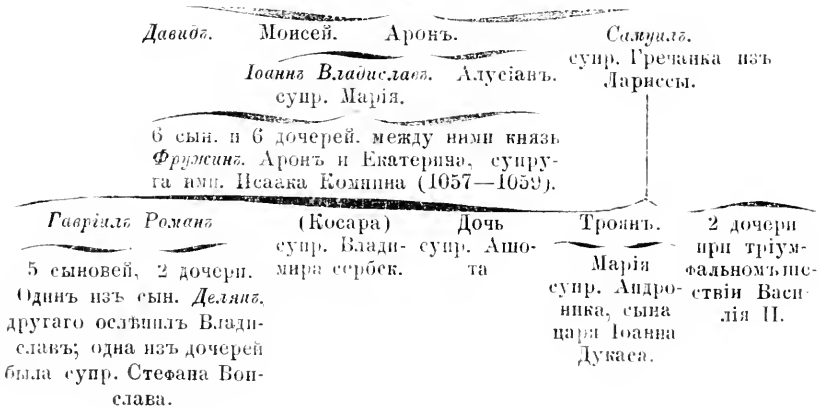 Давидъ. Моисей. Аронъ. Самуилъ.
супр. Гречанка изъ
Лариссы.
Іоаннъ Владиславъ. Алусіанъ.
супр. Марія.
6 сын. и 6 дочерей. между ними князь
Фружинъ. Аронъ и Екатерина, супру-
га имп. Исаака Комнина (1057—1059).
Гавріилъ Романъ
5 сыновей, 2 дочери.
Одинъ изъ сын. Делянъ,
другаго ослѣпилъ Влади-
славъ; одна изъ дочерей
была супр. Стефана Вои-
слава.
(Косара)
супр. Влади-
мира сербск.
Дочь
супр. Ашо-
та
Троянъ.
Марія
супр. Андро-
ника, сына
царя Іоанна
Дукаса.
2 дочери
при тріум-
фальномъ ше-
ствіи Васи-
лія II.